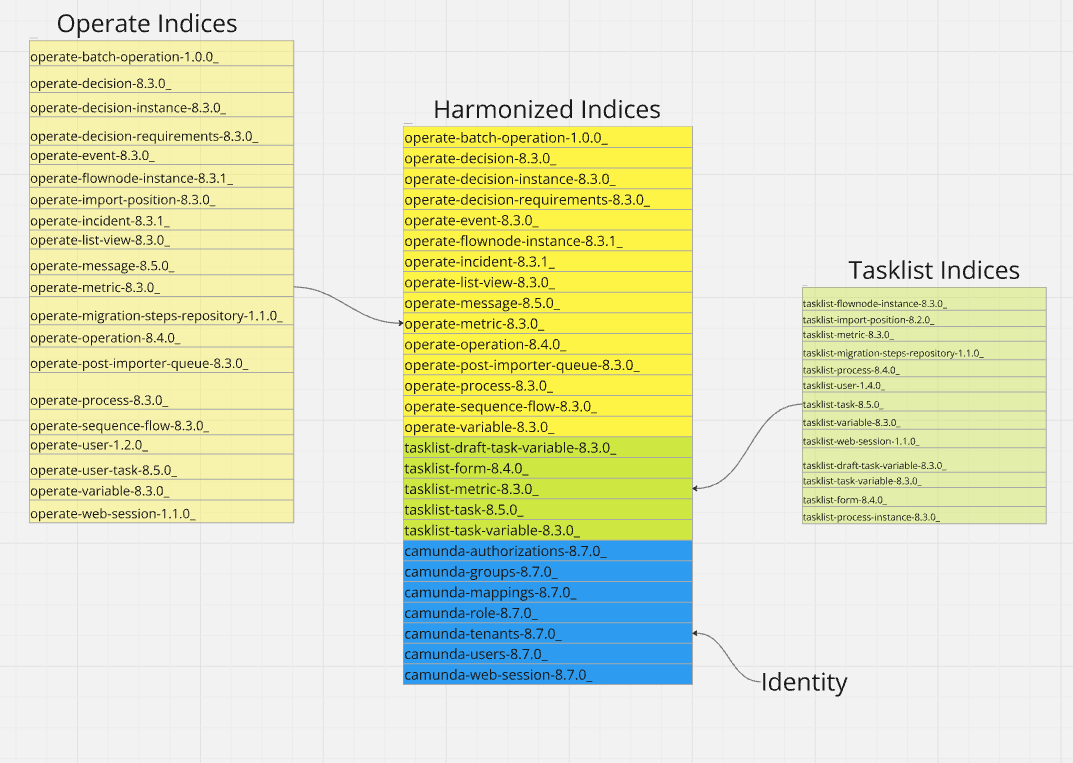 Operate Indices
operate-batch-operation-1.0.0_
operate-decision-8.3.0_
operate-decision-instance-8.3.0_
operate-decision-requirements-8.3.0_
operate-event-8.3.0_
operate-flownode-instance-8.3.1_
operate-import-position-8.3.0_
operate-incident-8.3.1_
operate-list-view-8.3.0_
operate-message-8.5.0_
operate-metric-8.3.0_
operate-migration-steps-repository-1.1.0_
operate-operation-8.4.0_
operate-post-importer-queue-8.3.0_
operate-process-8.3.0_
operate-sequence-flow-8.3.0_
operate-user-1.2.0_
operate-user-task-8.5.0_
operate-variable-8.3.0_
operate-web-session-1.1.0_
Harmonized Indices
operate-batch-operation-1.0.0_
operate-decision-8.3.0_
operate-decision-instance-8.3.0_
operate-decision-requirements-8.3.0_
operate-event-8.3.0_
operate-flownode-instance-8.3.1_
operate-incident-8.3.1_
operate-list-view-8.3.0_
operate-message-8.5.0_
operate-metric-8.3.0_
operate-operation-8.4.0_
operate-post-importer-queue-8.3.0_
operate-process-8.3.0_
operate-sequence-flow-8.3.0_
operate-variable-8.3.0_
tasklist-draft-task-variable-8.3.0_
tasklist-form-8.4.0_
tasklist-metric-8.3.0_
tasklist-task-8.5.0_
tasklist-task-variable-8.3.0_
camunda-authorizations-8.7.0_
camunda-groups-8.7.0_
camunda-mappings-8.7.0_
camunda-role-8.7.0_
camunda-tenants-8.7.0_
camunda-users-8.7.0_
camunda-web-session-8.7.0_
Tasklist Indices
tasklist-flownode-instance-8.3.0_
tasklist-import-position-8.2.0_
tasklist-metric-8.3.0_
tasklist-migration-steps-repository-1.1.0_
tasklist-process-8.4.0_
tasklist-user-1.4.0_
tasklist-task-8.5.0_
tasklist-variable-8.3.0_
tasklist-web-session-1.1.0_
tasklist-draft-task-variable-8.3.0_
tasklist-task-variable-8.3.0_
tasklist-form-8.4.0_
tasklist-process-instance-8.3.0_
Identity